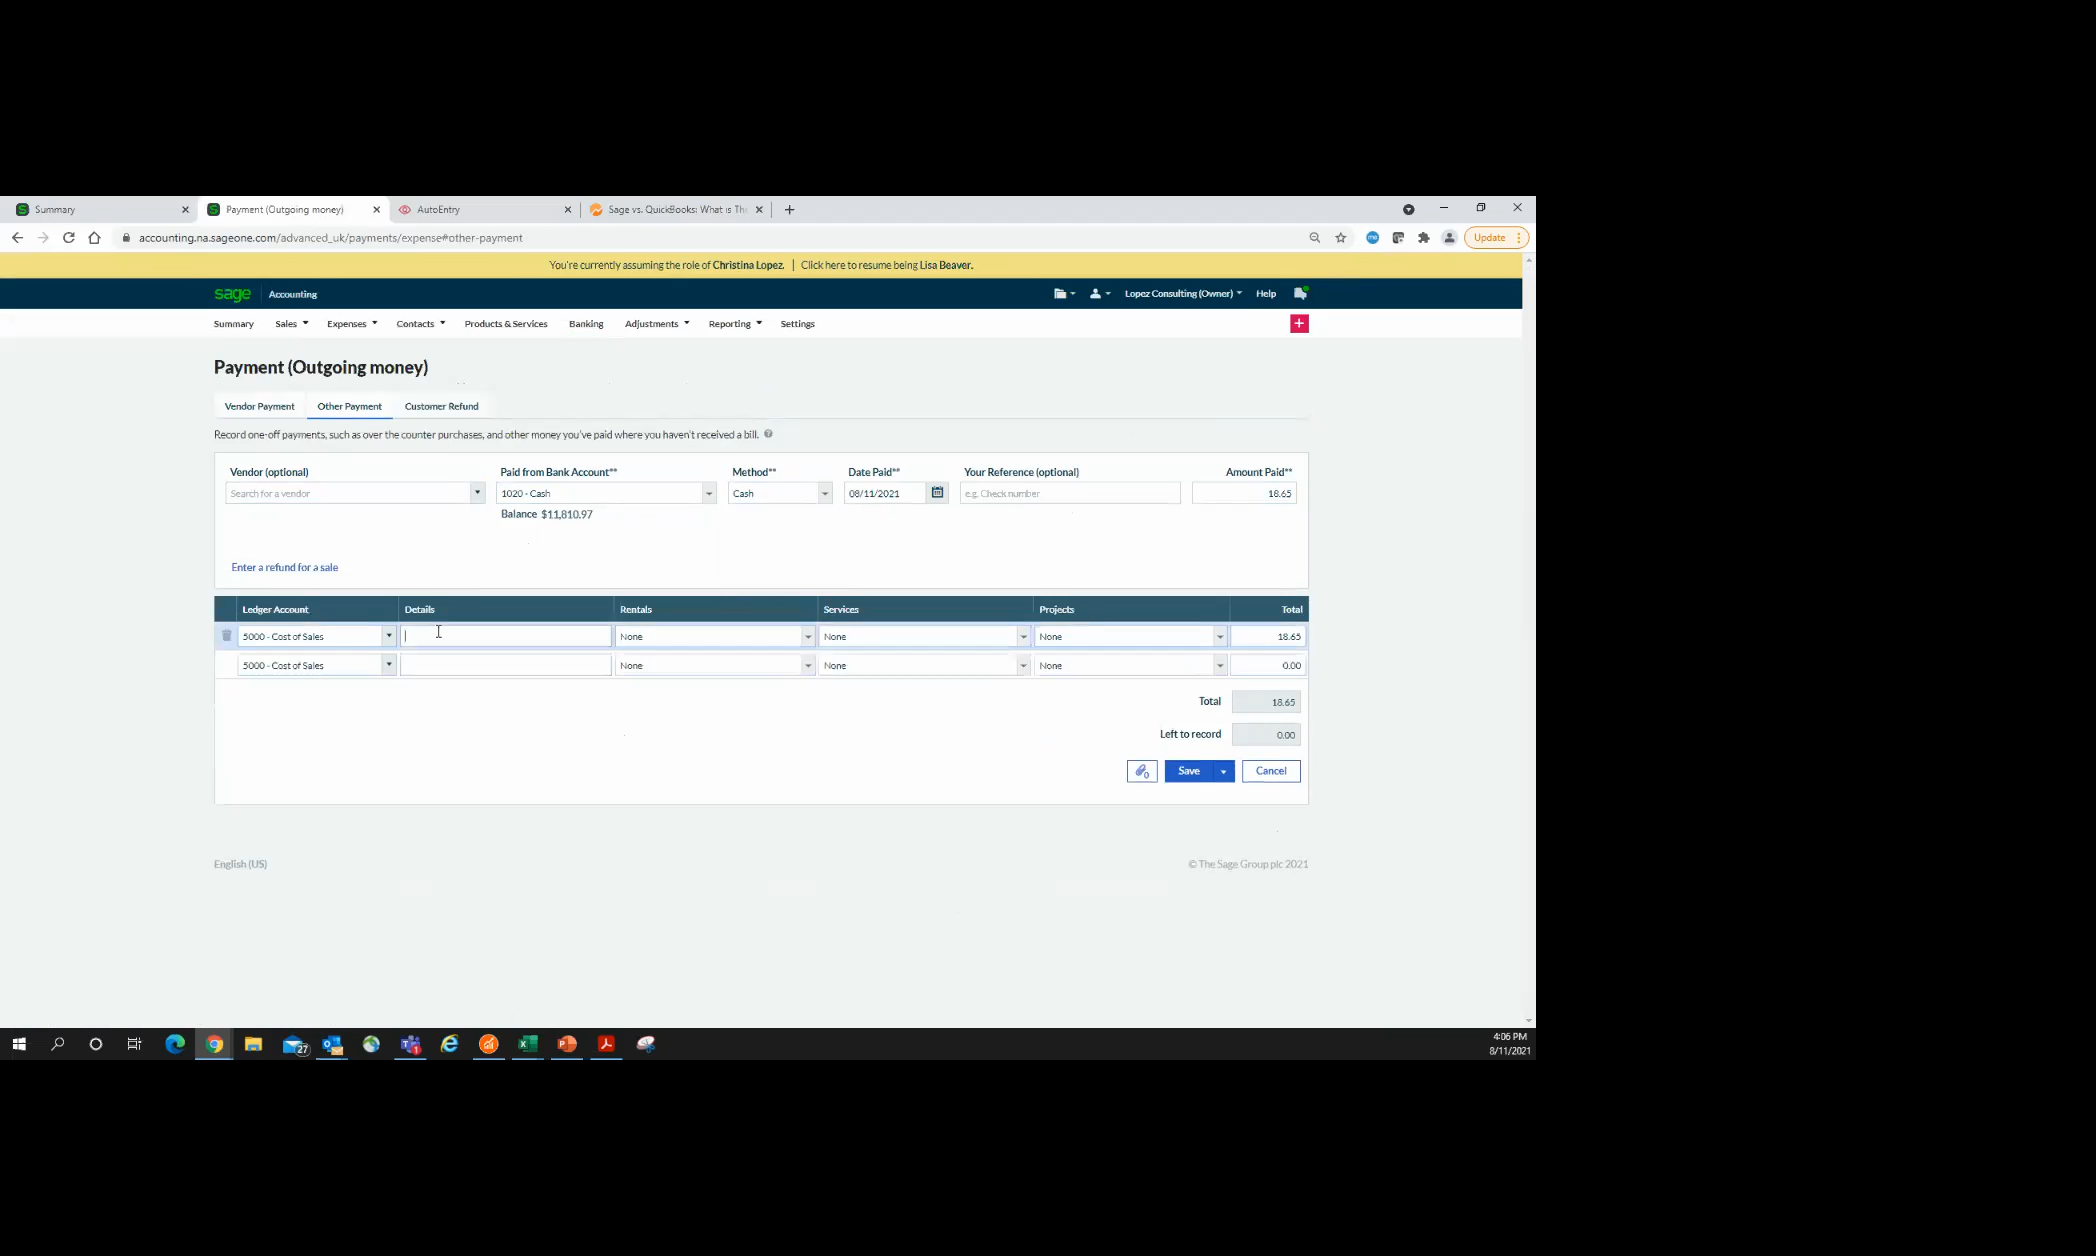 Summary
Payment (Outgoing money)
AutoEntry
Sage vs. QuickBooks: What is Th
accounting.na.sageone.com/advanced_uk/payments/expense#other-payment
Update
You're currently assuming the role of Christina Lopez. | Click here to resume being Lisa Beaver.
sage Accounting
Lopez Consulting (Owner)
Help
Summary
Sales
Expenses
Contacts
Products & Services
Banking
Adjustments
Reporting
Settings
Payment (Outgoing money)
Vendor Payment
Other Payment
Customer Refund
Record one-off payments, such as over the counter purchases, and other money you've paid where you haven't received a bill.
Vendor (optional)
Paid from Bank Account**
Method**
Date Paid**
Your Reference (optional)
Amount Paid**
Search for a vendor
1020 - Cash
Cash
08/11/2021
e.g. Check number
18.65
Balance $11,810.97
Enter a refund for a sale
Ledger Account
Details
Rentals
Services
Projects
Total
5000 - Cost of Sales
None
None
None
18.65
5000 - Cost of Sales
None
None
None
0.00
Total
18.65
Left to record
0.00
0
Save
Cancel
English (US)
© The Sage Group plc 2021
27
1
4:06 PM
8/11/2021